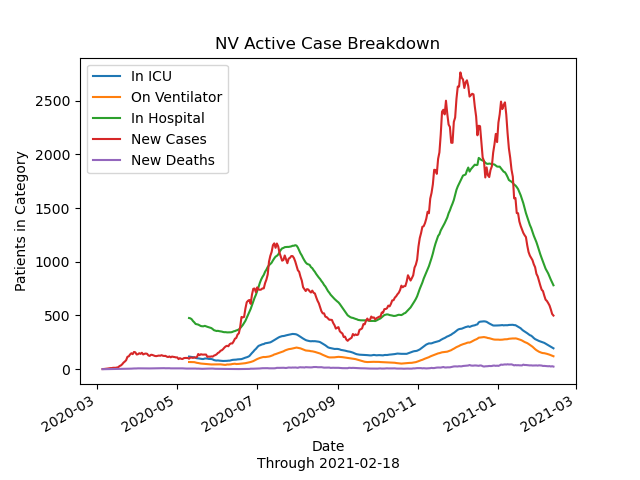 NV Active Case Breakdown
In ICU
On Ventilator
In Hospital
New Cases
New Deaths
Patients in Category
2500
2000
1500
1000
500
0
2020-03
2020-05
2020-07
2020-09
2020-11
2021-01
2021-03
Date
Through 2021-02-18